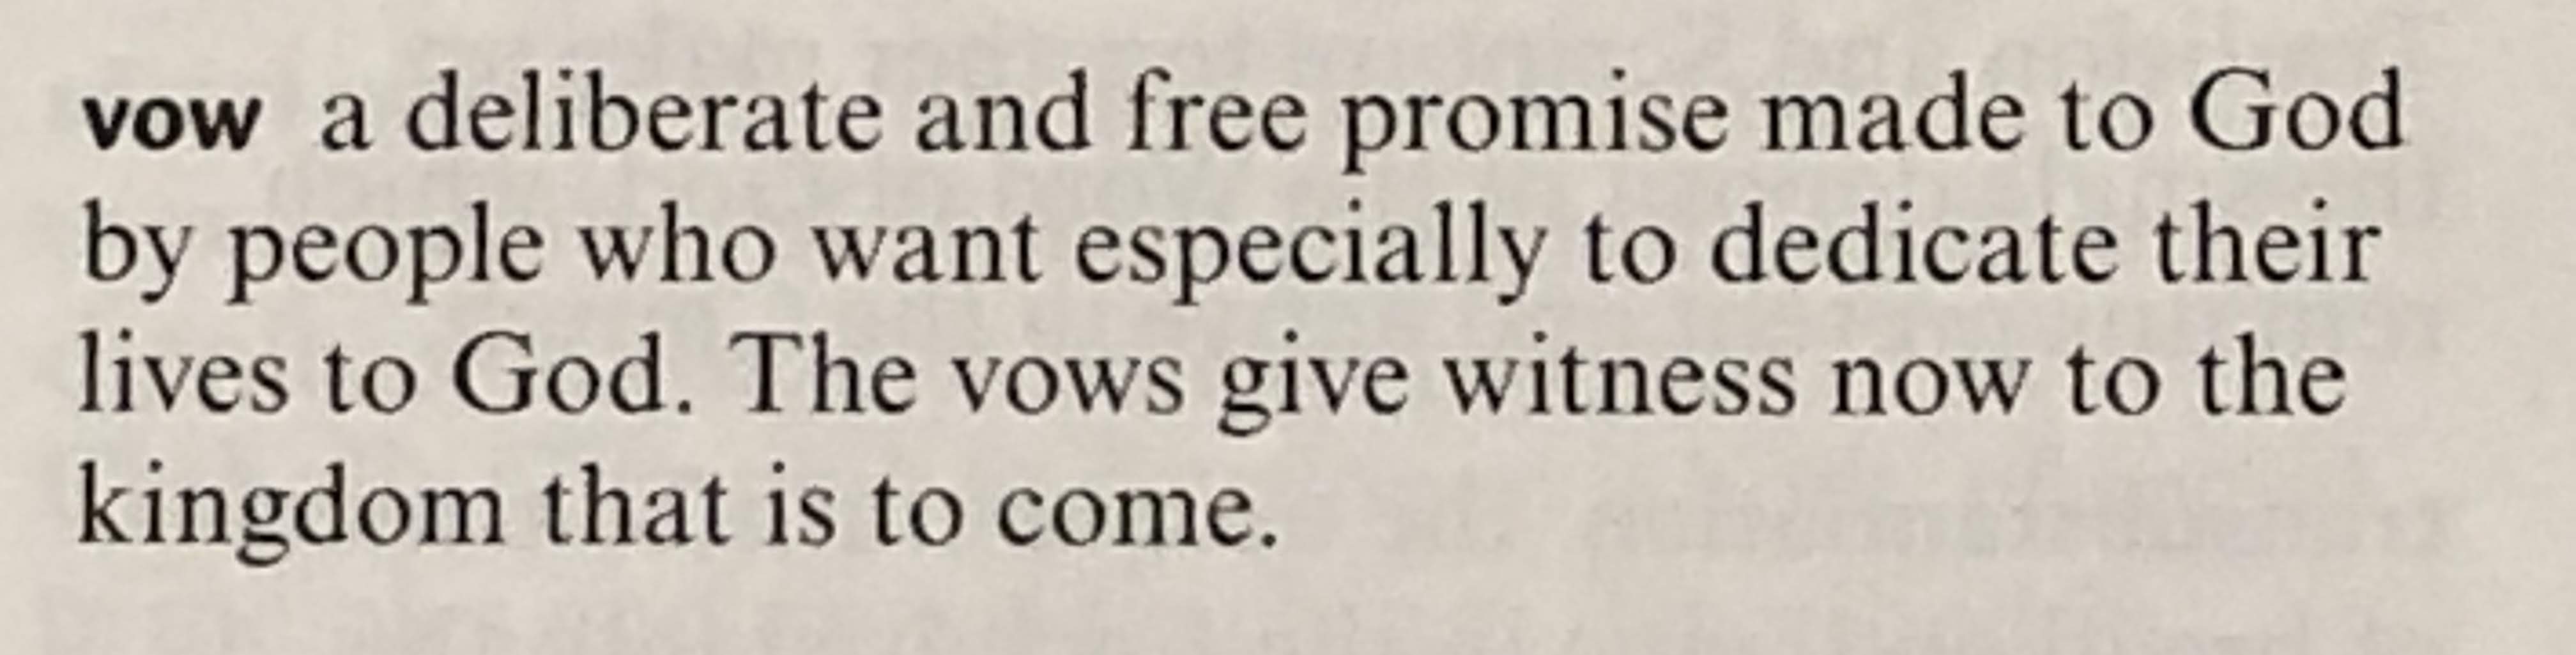 vow a deliberate and free promise made to God
by people who want especially to dedicate their
lives to God. The vows give witness now to the
kingdom that is to come.